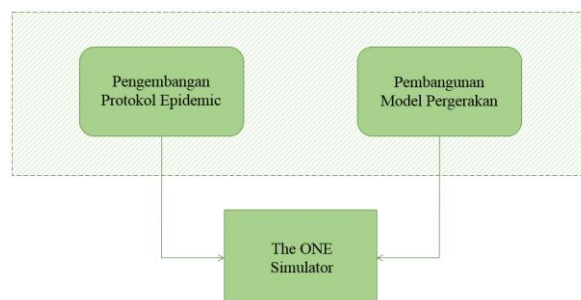 Pengembangan
Protokol Epidemic
Pembangunan
Model Pergerakan
The ONE
Simulator